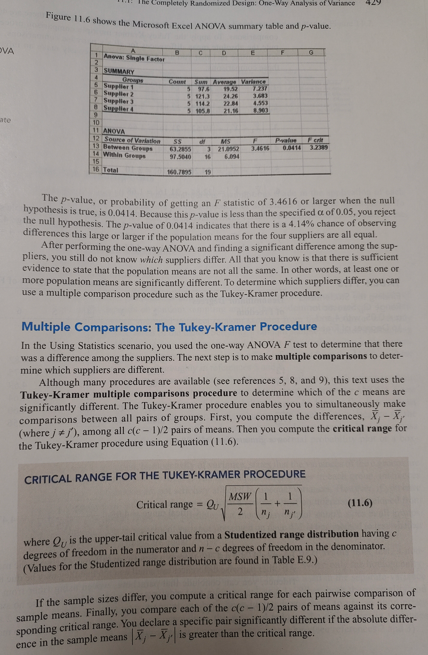 11.1: The Completely Randomized Design: One-Way Analysis of Variance 429
Figure 11.6 shows the Microsoft Excel ANOVA summary table and p-value.
OVA
ate
A B C D E F G
1 Anova: Single Factor
2
3 SUMMARY
4 Groups Count Sum Average Variance
5 Supplier 1 5 97.6 19.52 7.237
6 Supplier 2 5 121.3 24.26 3.683
7 Supplier 3 5 114.2 22.84 4.553
8 Supplier 4 5 105.8 21.16 8.903
9
10
11 ANOVA
12 Source of Variation SS df MS F P-value F crit
13 Between Groups 63.2855 3 21.0952 3.4616 0.0414 3.2389
14 Within Groups 97.5040 16 6.094
15
16 Total 160.7895 19
The p-value, or probability of getting an F statistic of 3.4616 or larger when the null
hypothesis is true, is 0.0414. Because this p-value is less than the specified α of 0.05, you reject
the null hypothesis. The p-value of 0.0414 indicates that there is a 4.14% chance of observing
differences this large or larger if the population means for the four suppliers are all equal.
After performing the one-way ANOVA and finding a significant difference among the sup-
pliers, you still do not know which suppliers differ. All that you know is that there is sufficient
evidence to state that the population means are not all the same. In other words, at least one or
more population means are significantly different. To determine which suppliers differ, you can
use a multiple comparison procedure such as the Tukey-Kramer procedure.
Multiple Comparisons: The Tukey-Kramer Procedure
In the Using Statistics scenario, you used the one-way ANOVA F test to determine that there
was a difference among the suppliers. The next step is to make multiple comparisons to deter-
mine which suppliers are different.
Although many procedures are available (see references 5, 8, and 9), this text uses the
Tukey-Kramer multiple comparisons procedure to determine which of the c means are
significantly different. The Tukey-Kramer procedure enables you to simultaneously make
comparisons between all pairs of groups. First, you compute the differences, X̄j − X̄j′
(where j ≠ j′), among all c(c − 1)/2 pairs of means. Then you compute the critical range for
the Tukey-Kramer procedure using Equation (11.6).
CRITICAL RANGE FOR THE TUKEY-KRAMER PROCEDURE
Critical range = QU √(MSW/2 (1/nj + 1/nj′)) (11.6)
where QU is the upper-tail critical value from a Studentized range distribution having c
degrees of freedom in the numerator and n − c degrees of freedom in the denominator.
(Values for the Studentized range distribution are found in Table E.9.)
If the sample sizes differ, you compute a critical range for each pairwise comparison of
sample means. Finally, you compare each of the c(c − 1)/2 pairs of means against its corre-
sponding critical range. You declare a specific pair significantly different if the absolute differ-
ence in the sample means |X̄j − X̄j′| is greater than the critical range.